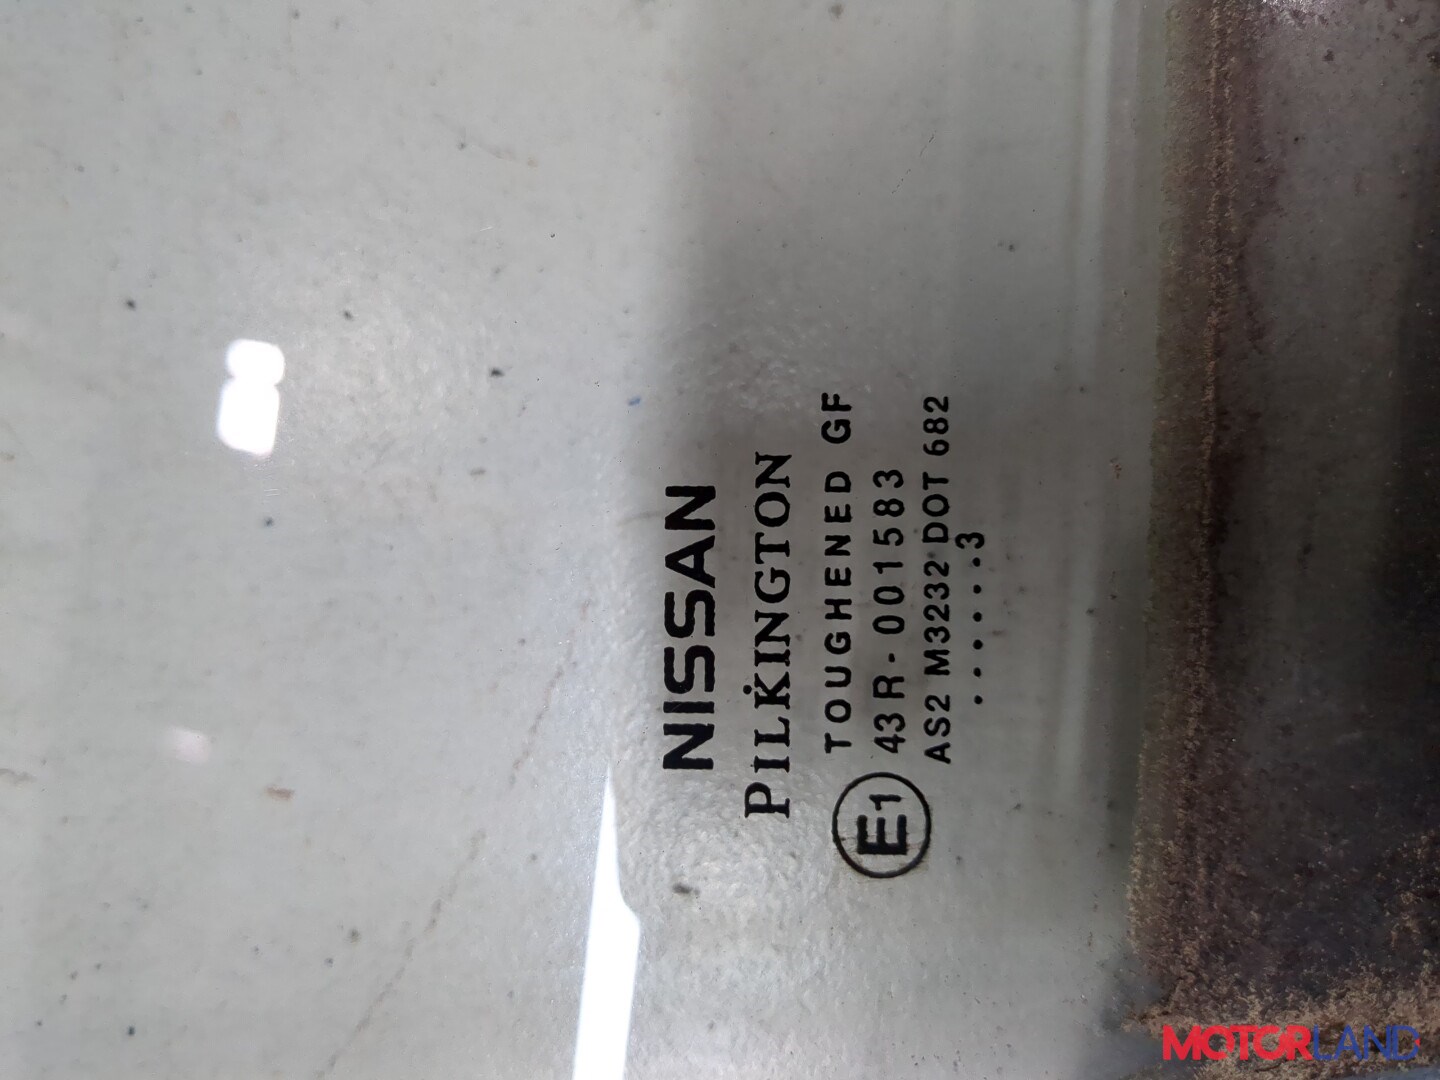 NISSAN
PILKINGTON
TOUGHENED GF
E1 43R-001583
AS2 M3232 DOT 682
. . . . . . 3
MOTORLAND